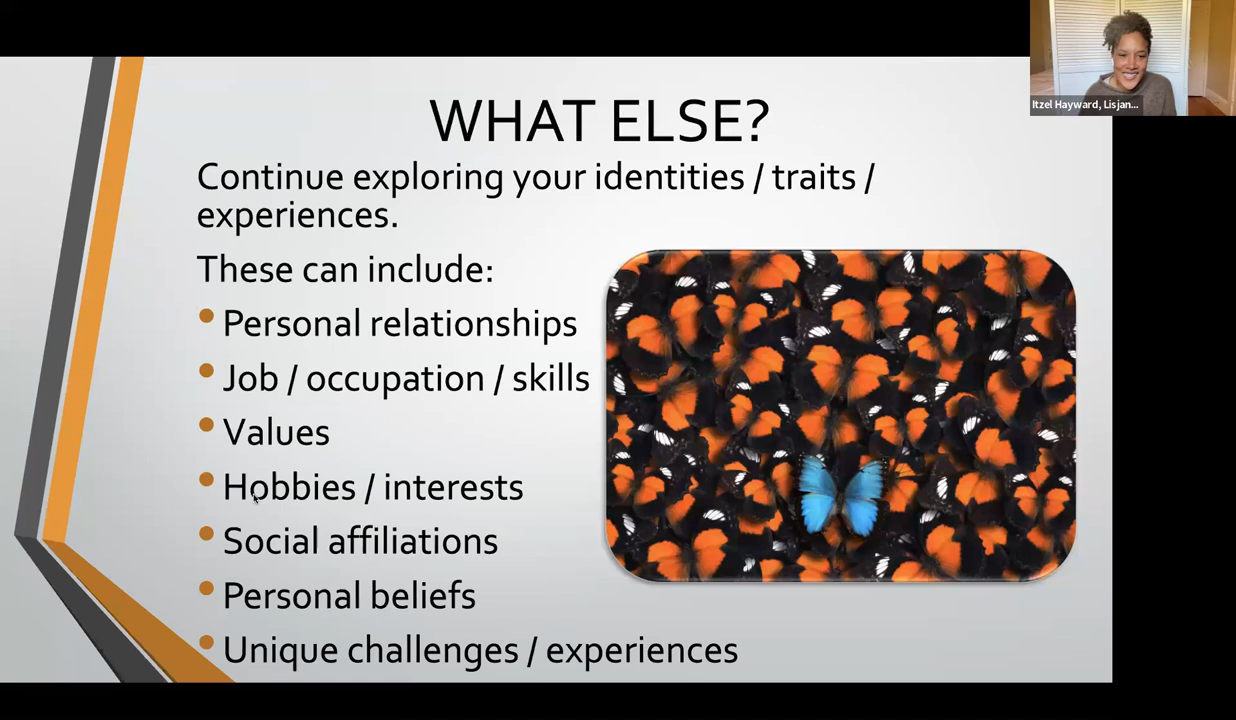 WHAT ELSE?
Itzel Hayward, Lisjan...
Continue exploring your identities / traits /
experiences.
These can include:
• Personal relationships
• Job / occupation / skills
• Values
• Hobbies / interests
• Social affiliations
• Personal beliefs
• Unique challenges / experiences